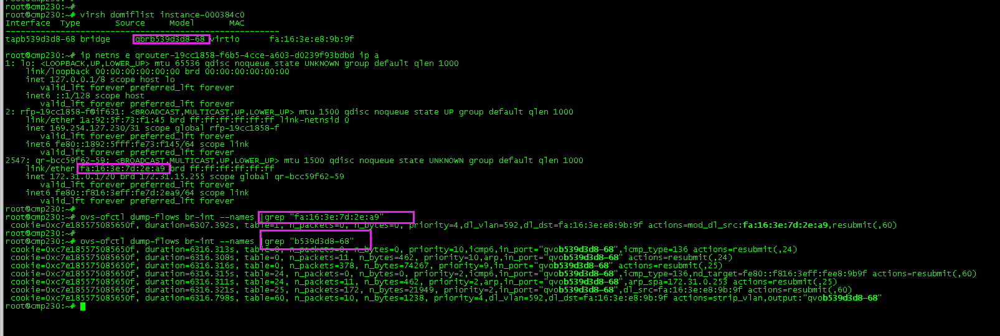 root@cmp230:~#
root@cmp230:~# virsh domiflist instance-000384c0
Interface  Type       Source     Model       MAC
-------------------------------------------------------
tapb539d3d8-68 bridge     qbrb539d3d8-68 virtio      fa:16:3e:e8:9b:9f

root@cmp230:~# ip netns e qrouter-19cc1858-f6b5-4cce-a603-d0239f93bdbd ip a
1: lo: <LOOPBACK,UP,LOWER_UP> mtu 65536 qdisc noqueue state UNKNOWN group default qlen 1000
    link/loopback 00:00:00:00:00:00 brd 00:00:00:00:00:00
    inet 127.0.0.1/8 scope host lo
       valid_lft forever preferred_lft forever
    inet6 ::1/128 scope host
       valid_lft forever preferred_lft forever
2: rfp-19cc1858-f@if631: <BROADCAST,MULTICAST,UP,LOWER_UP> mtu 1500 qdisc noqueue state UP group default qlen 1000
    link/ether 1a:92:5f:73:f1:45 brd ff:ff:ff:ff:ff:ff link-netnsid 0
    inet 169.254.127.230/31 scope global rfp-19cc1858-f
       valid_lft forever preferred_lft forever
    inet6 fe80::1892:5fff:fe73:f145/64 scope link
       valid_lft forever preferred_lft forever
2547: qr-bcc59f62-59: <BROADCAST,MULTICAST,UP,LOWER_UP> mtu 1500 qdisc noqueue state UNKNOWN group default qlen 1000
    link/ether fa:16:3e:7d:2e:a9 brd ff:ff:ff:ff:ff:ff
    inet 172.31.0.1/20 brd 172.31.15.255 scope global qr-bcc59f62-59
       valid_lft forever preferred_lft forever
    inet6 fe80::f816:3eff:fe7d:2ea9/64 scope link
       valid_lft forever preferred_lft forever
root@cmp230:~#
root@cmp230:~# ovs-ofctl dump-flows br-int --names |grep "fa:16:3e:7d:2e:a9"
 cookie=0xc7e185575085650f, duration=6307.392s, table=1, n_packets=0, n_bytes=0, priority=4,dl_vlan=592,dl_dst=fa:16:3e:e8:9b:9f actions=mod_dl_src:fa:16:3e:7d:2e:a9,resubmit(,60)
root@cmp230:~#
root@cmp230:~# ovs-ofctl dump-flows br-int --names |grep "b539d3d8-68"
 cookie=0xc7e185575085650f, duration=6316.313s, table=0, n_packets=0, n_bytes=0, priority=10,icmp6,in_port="qvob539d3d8-68",icmp_type=136 actions=resubmit(,24)
 cookie=0xc7e185575085650f, duration=6316.308s, table=0, n_packets=11, n_bytes=462, priority=10,arp,in_port="qvob539d3d8-68" actions=resubmit(,24)
 cookie=0xc7e185575085650f, duration=6316.316s, table=0, n_packets=378, n_bytes=74267, priority=9,in_port="qvob539d3d8-68" actions=resubmit(,25)
 cookie=0xc7e185575085650f, duration=6316.315s, table=24, n_packets=0, n_bytes=0, priority=2,icmp6,in_port="qvob539d3d8-68",icmp_type=136,nd_target=fe80::f816:3eff:fee8:9b9f actions=resubmit(,60)
 cookie=0xc7e185575085650f, duration=6316.311s, table=24, n_packets=11, n_bytes=462, priority=2,arp,in_port="qvob539d3d8-68",arp_spa=172.31.0.253 actions=resubmit(,25)
 cookie=0xc7e185575085650f, duration=6316.321s, table=25, n_packets=172, n_bytes=21949, priority=2,in_port="qvob539d3d8-68",dl_src=fa:16:3e:e8:9b:9f actions=resubmit(,60)
 cookie=0xc7e185575085650f, duration=6316.798s, table=60, n_packets=10, n_bytes=1238, priority=4,dl_vlan=592,dl_dst=fa:16:3e:e8:9b:9f actions=strip_vlan,output:"qvob539d3d8-68"
root@cmp230:~#